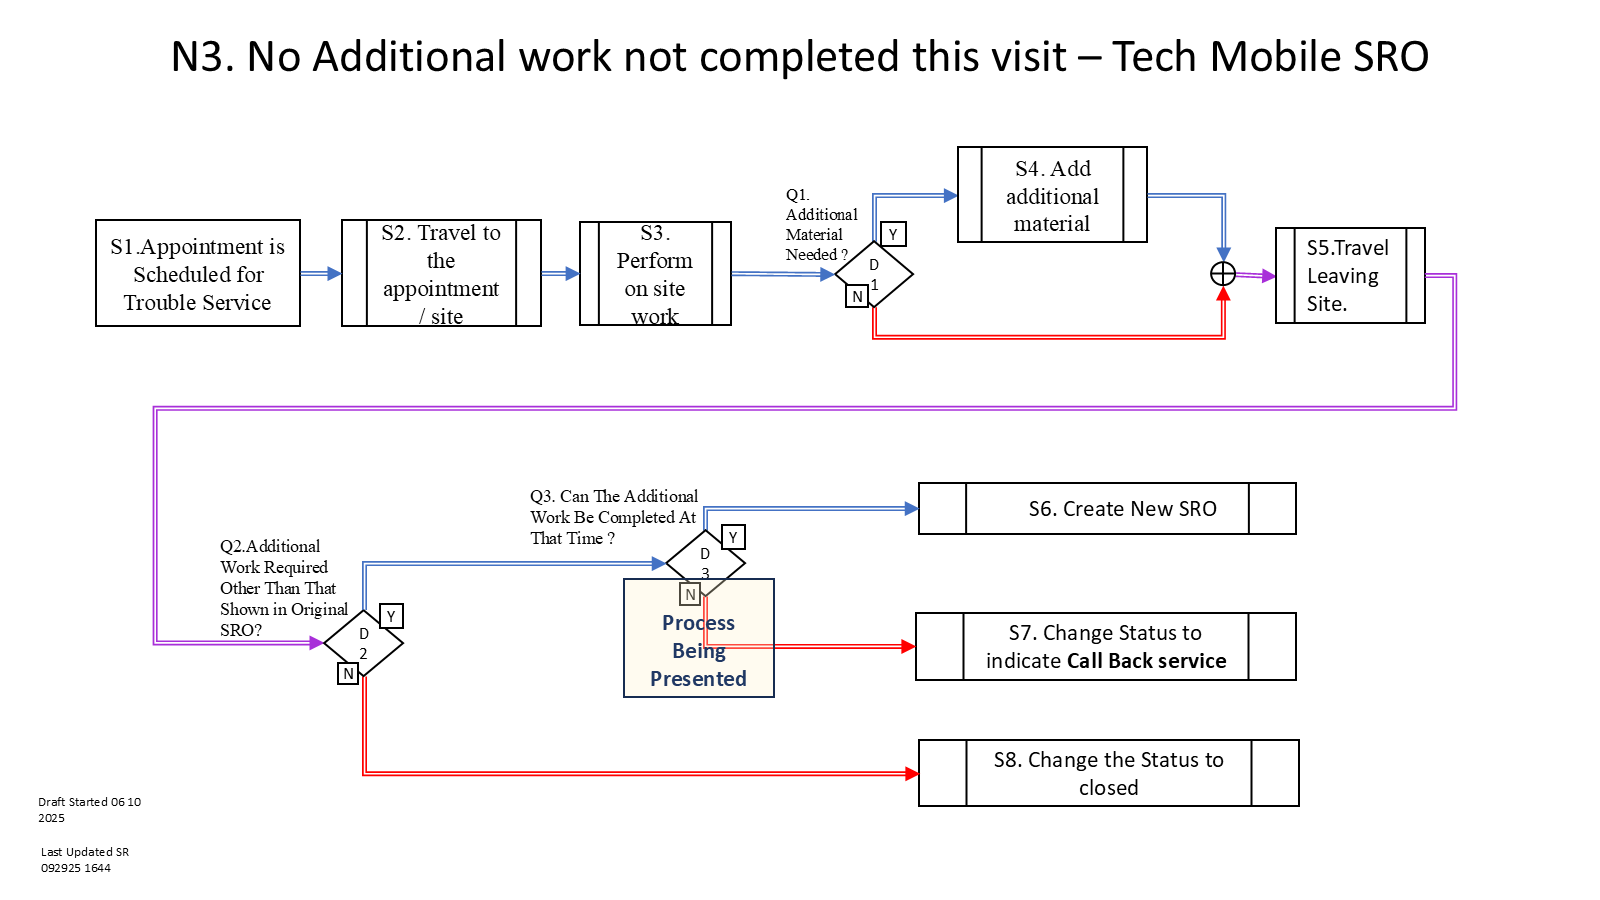 N3. No Additional work not completed this visit – Tech Mobile SRO
S1.Appointment is
Scheduled for
Trouble Service
S2. Travel to
the
appointment
/ site
S3.
Perform
on site
work
Q1.
Additional
Material
Needed ?
Y
D
1
N
S4. Add
additional
material
S5.Travel
Leaving
Site.
Q2.Additional
Work Required
Other Than That
Shown in Original
SRO?
Y
D
2
N
Q3. Can The Additional
Work Be Completed At
That Time ?
Y
D
3
N
Process
Being
Presented
S6. Create New SRO
S7. Change Status to
indicate Call Back service
S8. Change the Status to
closed
Draft Started 06 10
2025
Last Updated SR
092925 1644